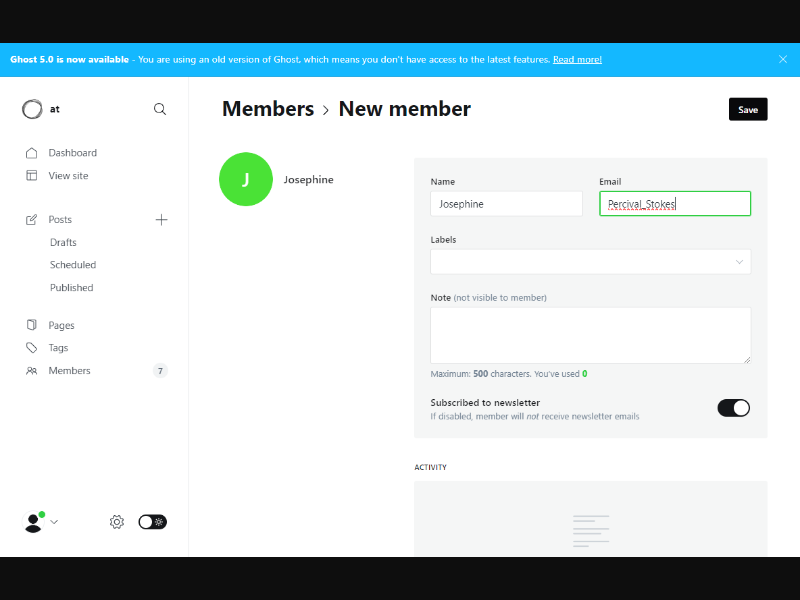 Ghost 5.0 is now available - You are using an old version of Ghost, which means you don't have access to the latest features. Read more!
at
Members > New member
Save
Dashboard
View site
Posts
Drafts
Scheduled
Published
Pages
Tags
Members 7
J
Josephine
Name
Email
Josephine
Percival_Stokes
Labels
Note (not visible to member)
Maximum: 500 characters. You've used 0
Subscribed to newsletter
If disabled, member will not receive newsletter emails
ACTIVITY